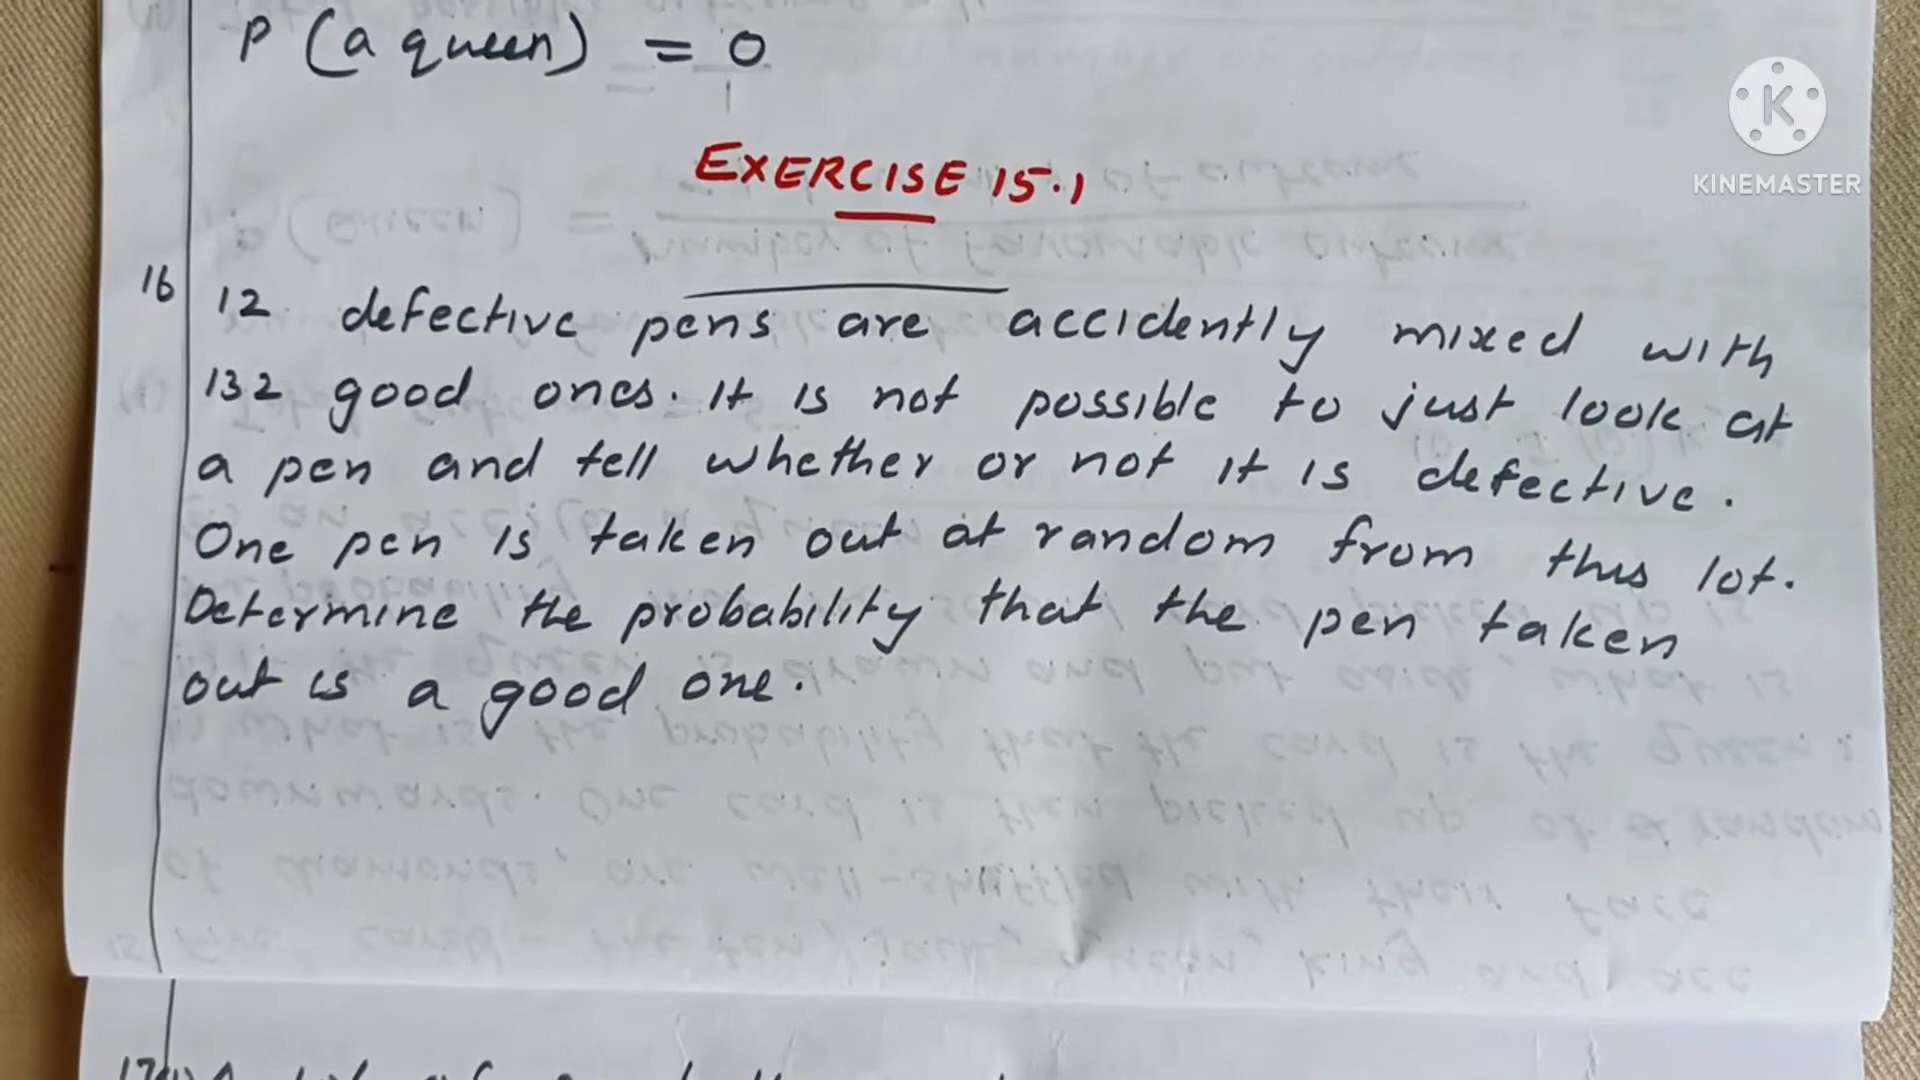 P (a queen) = 0
EXERCISE 15.1
KINEMASTER
16 12 defective pens are accidently mixed with
132 good ones. It is not possible to just look at
a pen and tell whether or not it is defective.
One pen is taken out at random from this lot.
Determine the probability that the pen taken
out is a good one.